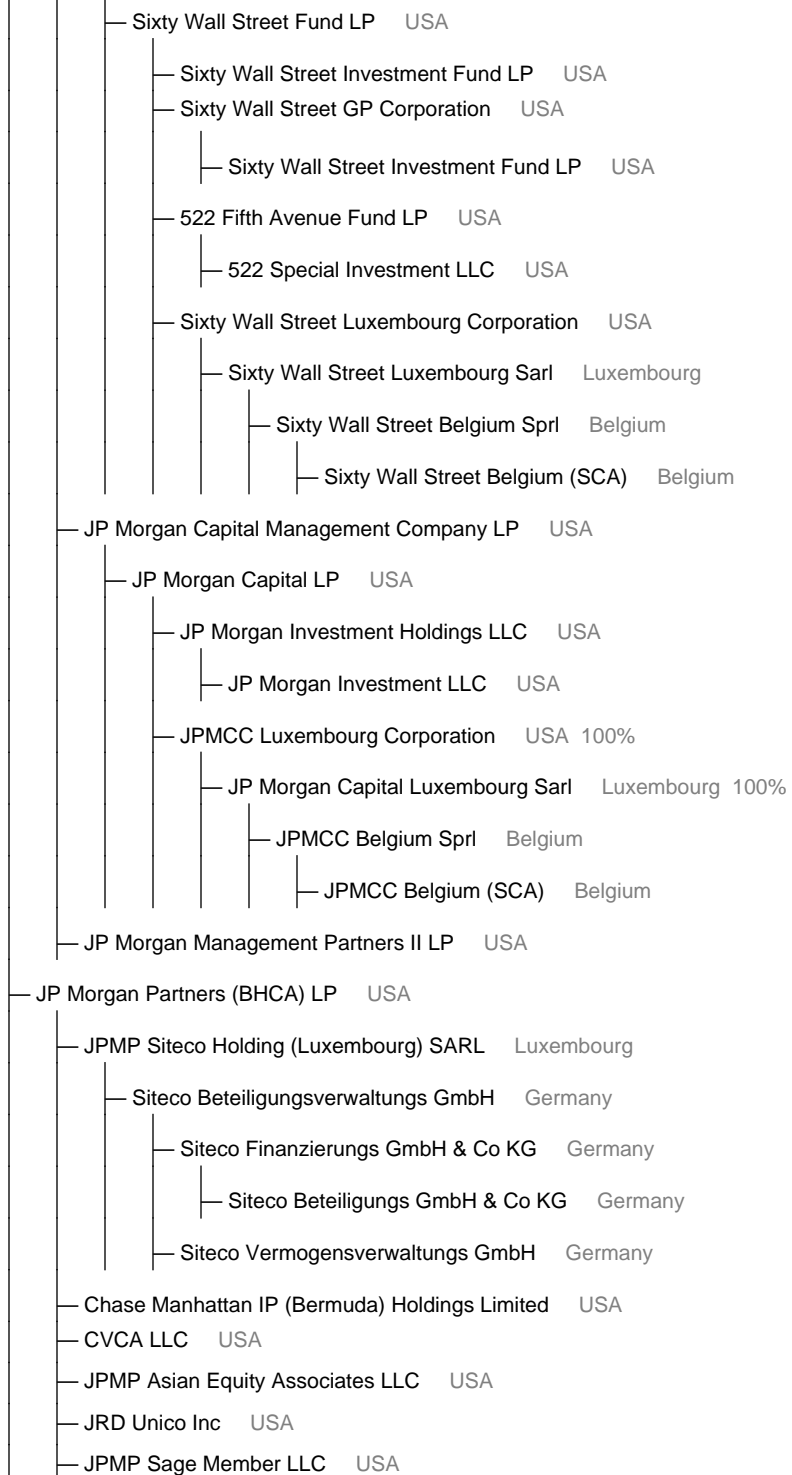 Sixty Wall Street Fund LP USA
Sixty Wall Street Investment Fund LP USA
Sixty Wall Street GP Corporation USA
Sixty Wall Street Investment Fund LP USA
522 Fifth Avenue Fund LP USA
522 Special Investment LLC USA
Sixty Wall Street Luxembourg Corporation USA
Sixty Wall Street Luxembourg Sarl Luxembourg
Sixty Wall Street Belgium Sprl Belgium
Sixty Wall Street Belgium (SCA) Belgium
JP Morgan Capital Management Company LP USA
JP Morgan Capital LP USA
JP Morgan Investment Holdings LLC USA
JP Morgan Investment LLC USA
JPMCC Luxembourg Corporation USA 100%
JP Morgan Capital Luxembourg Sarl Luxembourg 100%
JPMCC Belgium Sprl Belgium
JPMCC Belgium (SCA) Belgium
JP Morgan Management Partners II LP USA
JP Morgan Partners (BHCA) LP USA
JPMP Siteco Holding (Luxembourg) SARL Luxembourg
Siteco Beteiligungsverwaltungs GmbH Germany
Siteco Finanzierungs GmbH & Co KG Germany
Siteco Beteiligungs GmbH & Co KG Germany
Siteco Vermogensverwaltungs GmbH Germany
Chase Manhattan IP (Bermuda) Holdings Limited USA
CVCA LLC USA
JPMP Asian Equity Associates LLC USA
JRD Unico Inc USA
JPMP Sage Member LLC USA